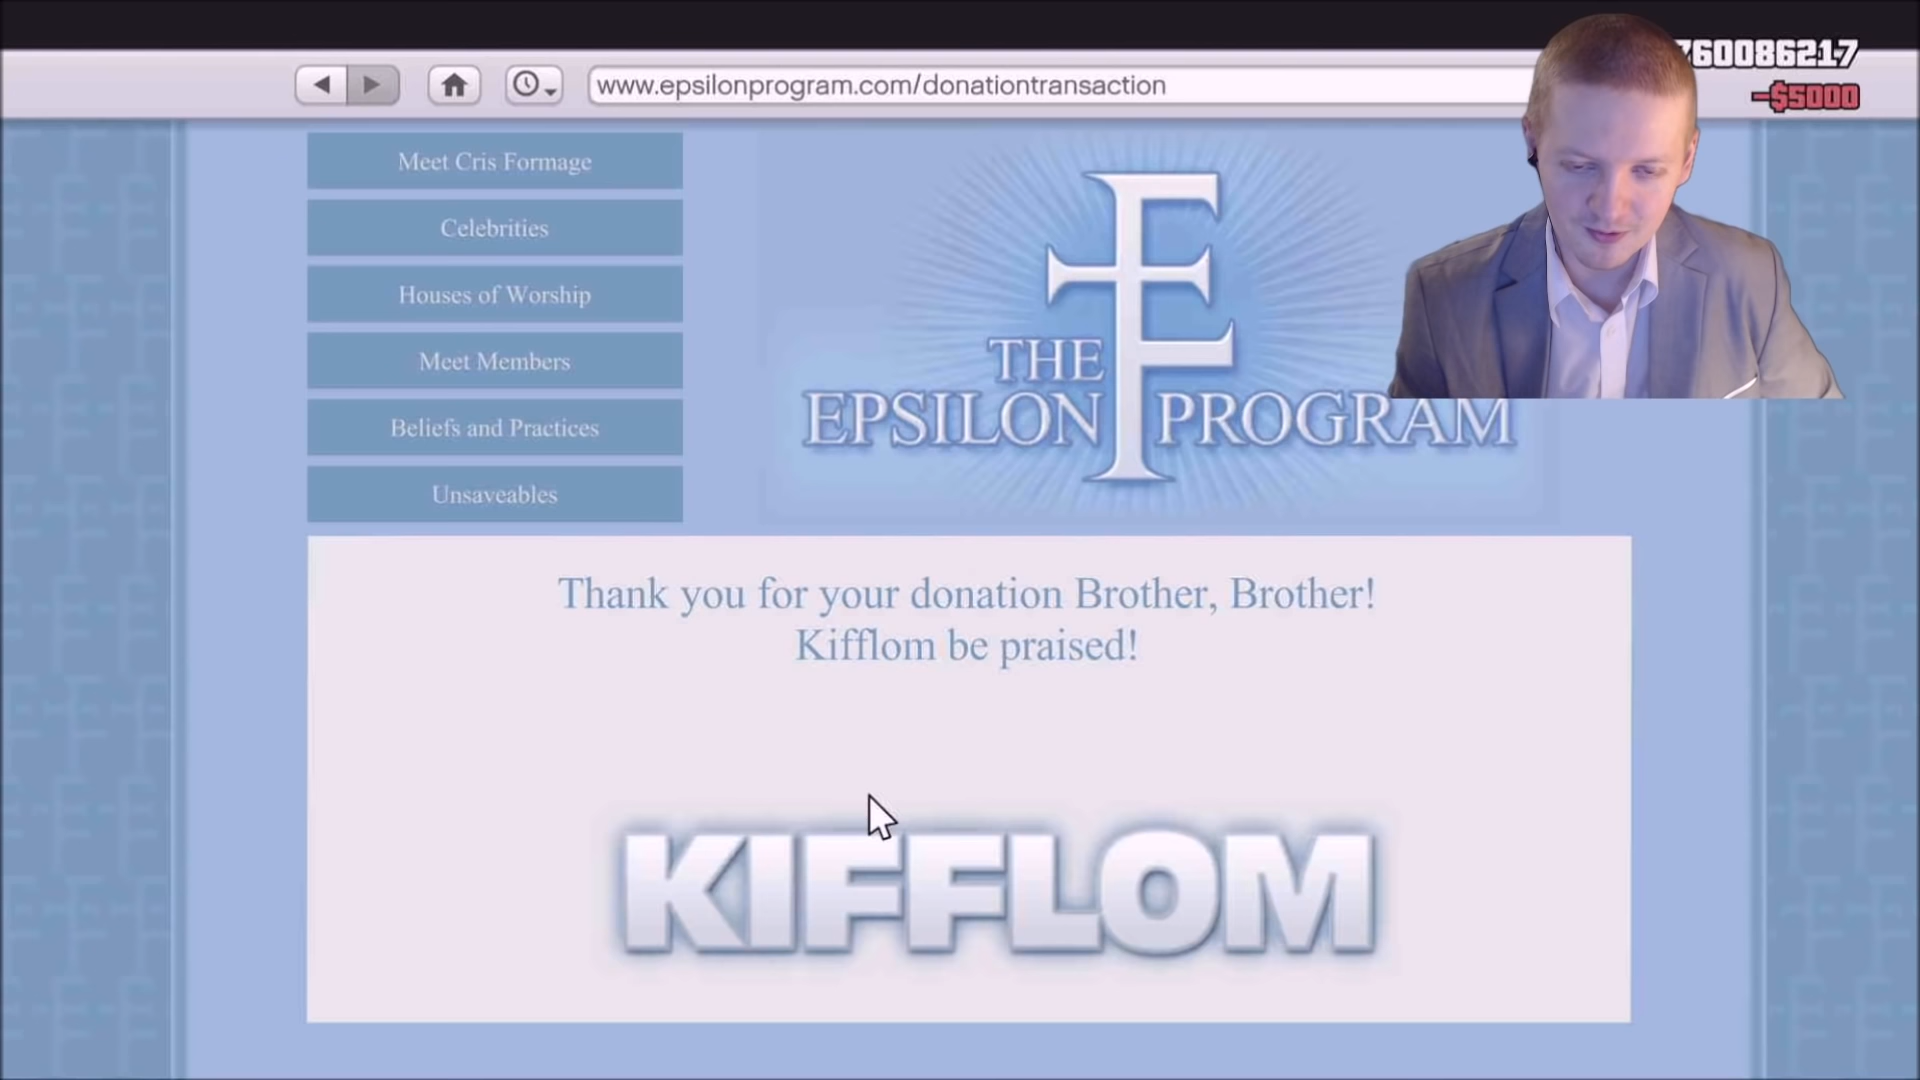 760086217
-$5000
www.epsilonprogram.com/donationtransaction
Meet Cris Formage
Celebrities
Houses of Worship
Meet Members
Beliefs and Practices
Unsaveables
THE
EPSILON PROGRAM
Thank you for your donation Brother, Brother!
Kifflom be praised!
KIFFLOM